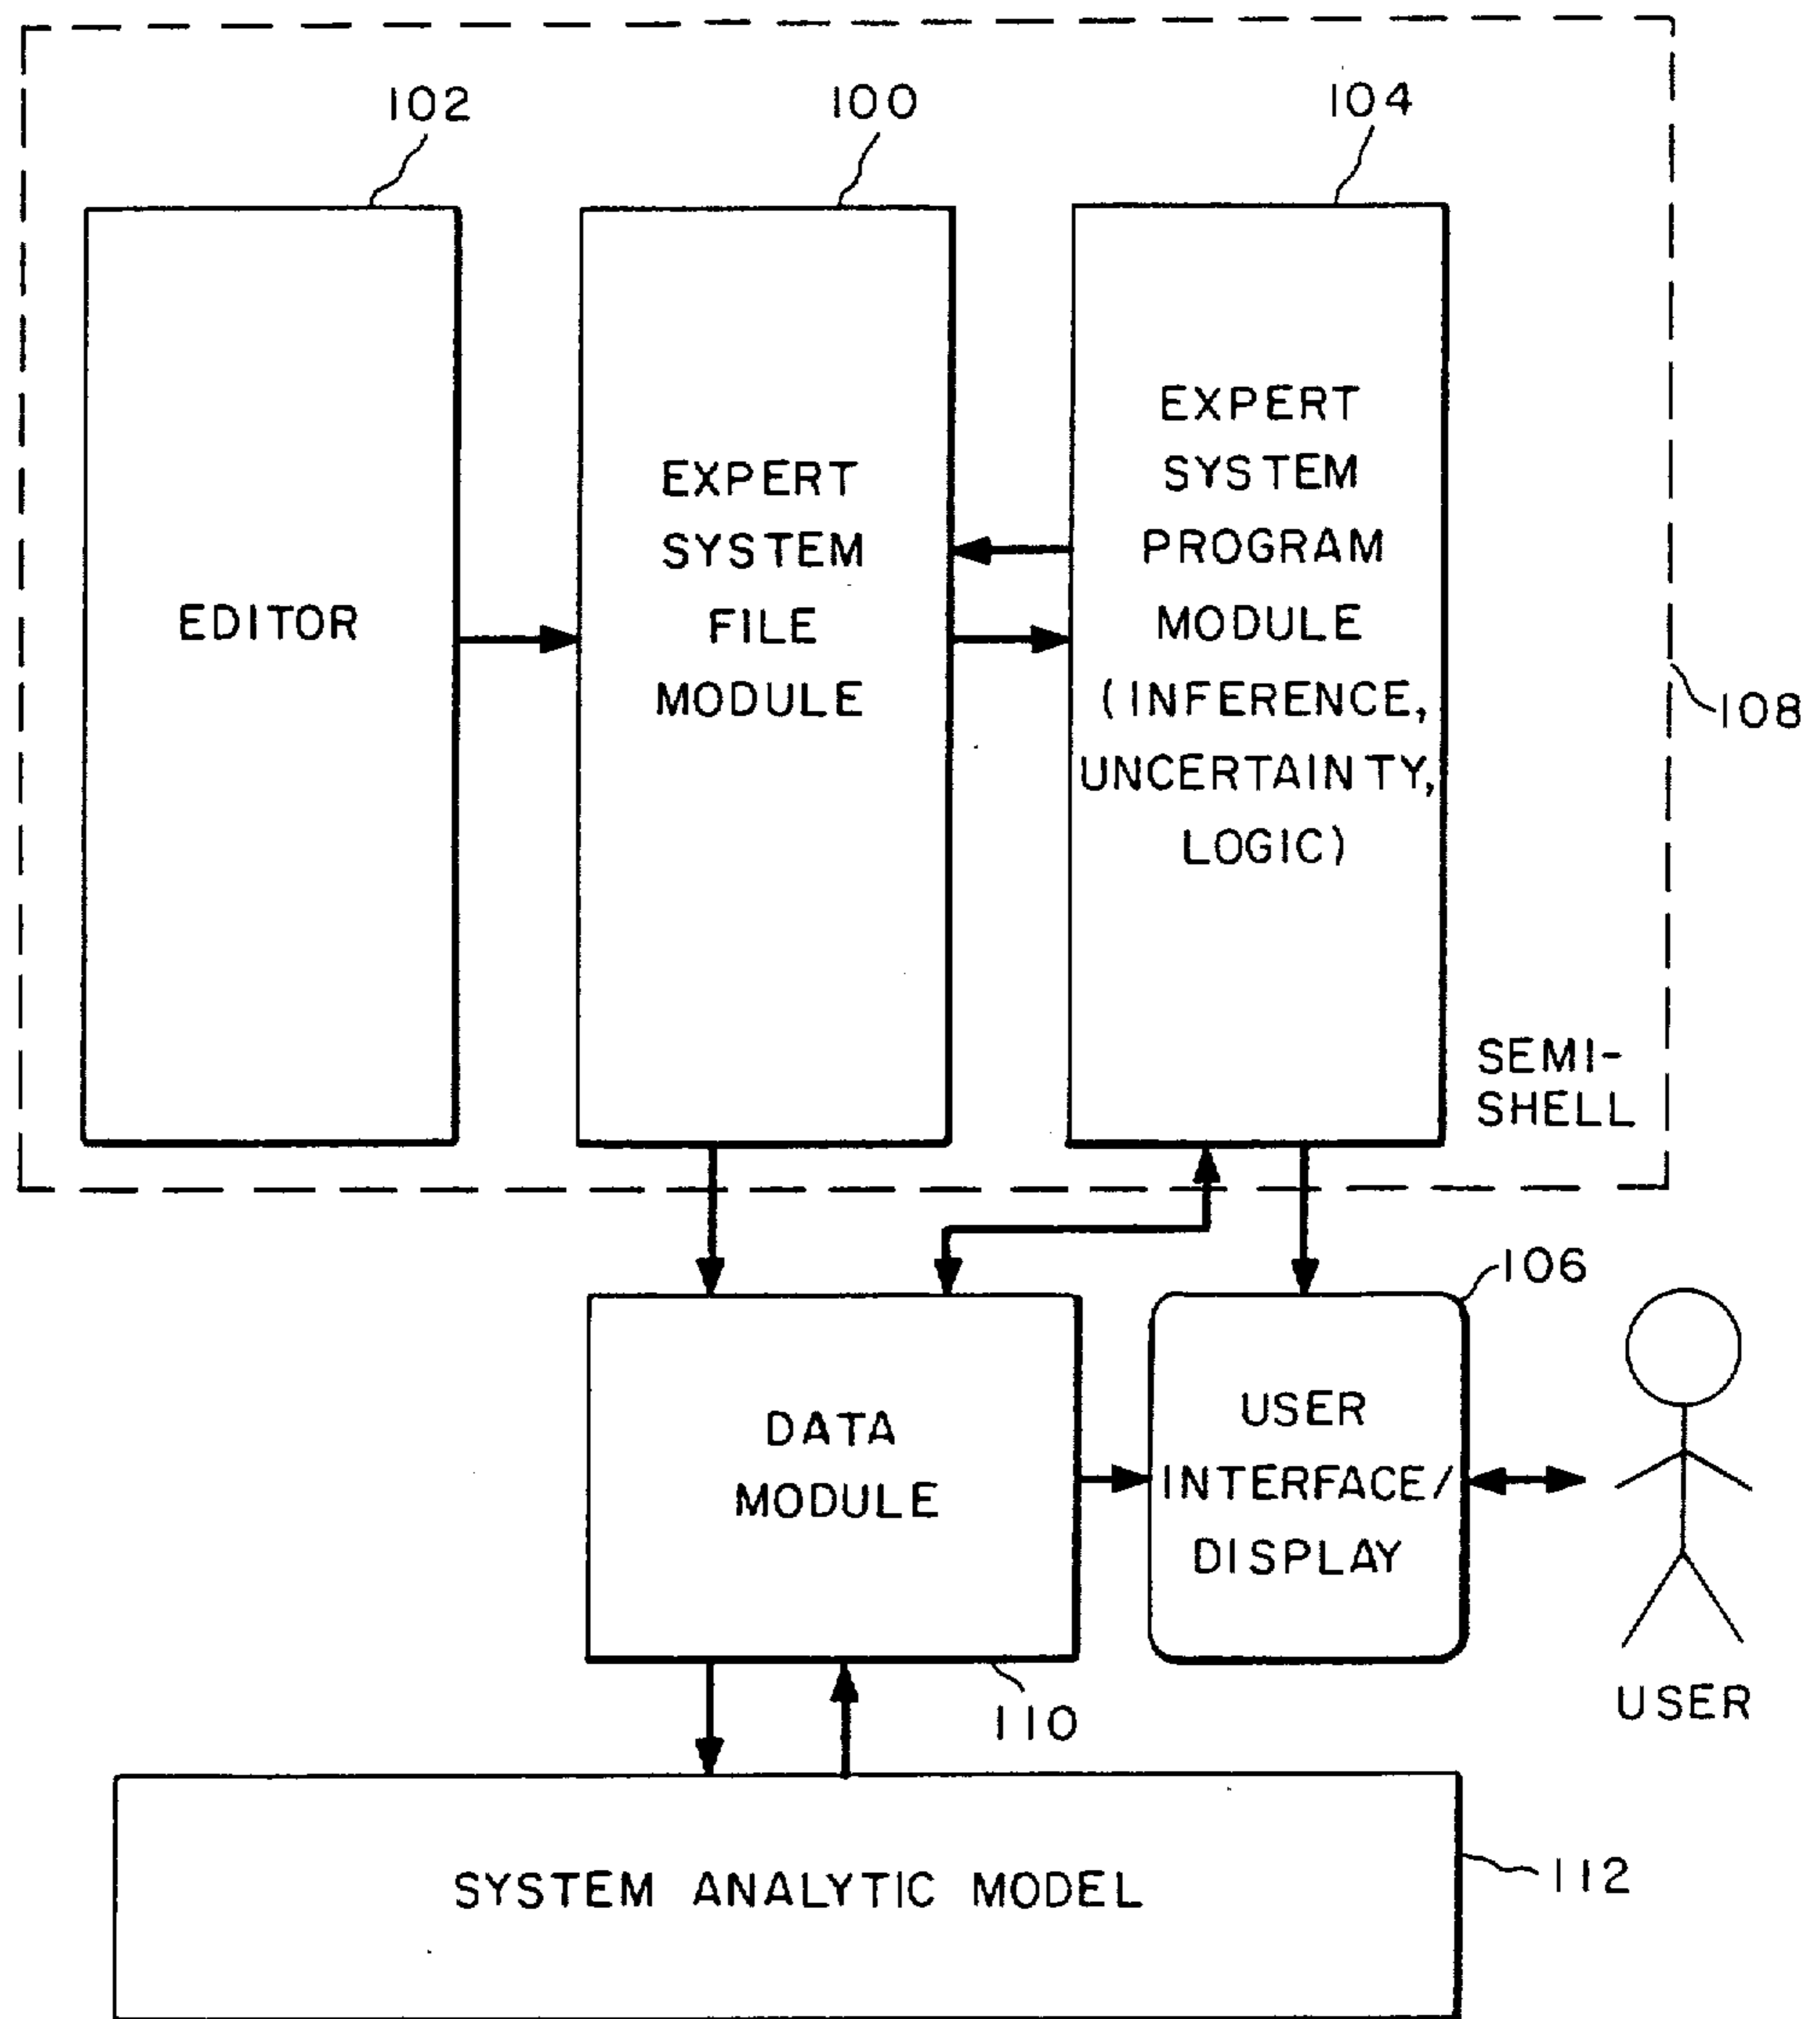 102
100
104
EDITOR
EXPERT
SYSTEM
FILE
MODULE
EXPERT
SYSTEM
PROGRAM
MODULE
(INFERENCE,
UNCERTAINTY,
LOGIC)
108
SEMI-
SHELL
106
DATA
MODULE
USER
INTERFACE/
DISPLAY
110
USER
SYSTEM ANALYTIC MODEL
112